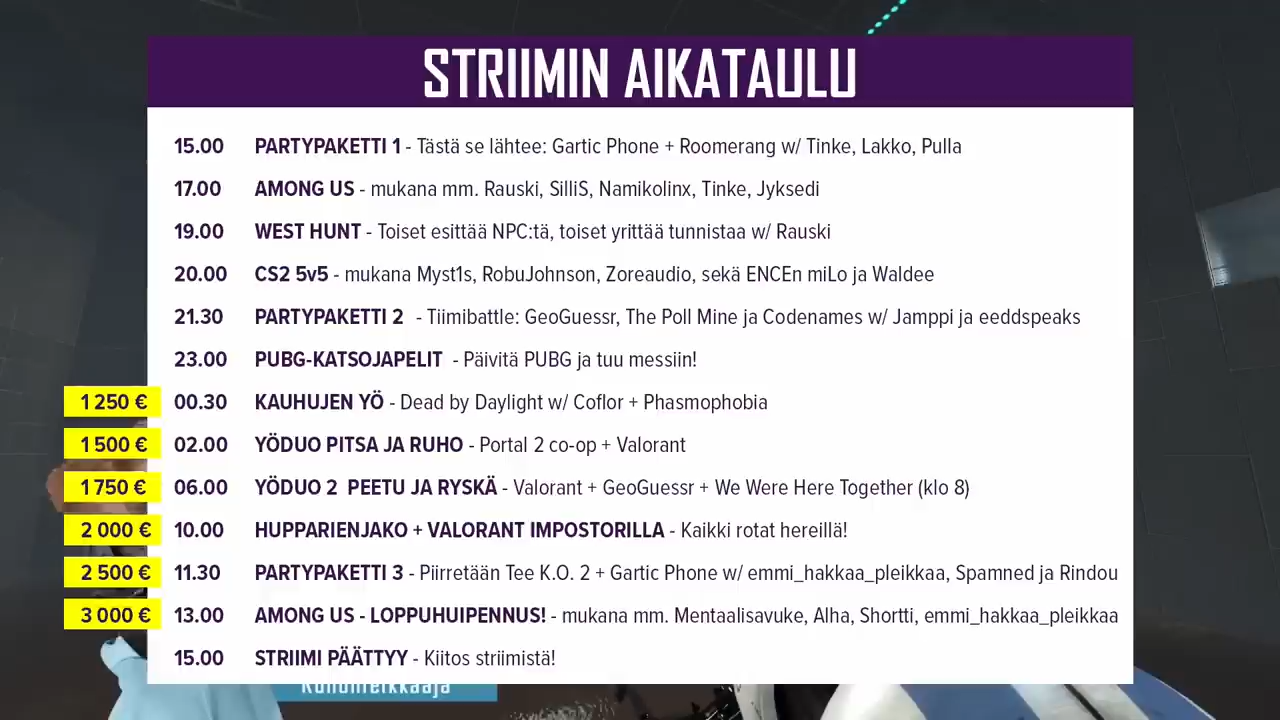 STRIIMIN AIKATAULU
15.00 PARTYPAKETTI 1 - Tästä se lähtee: Gartic Phone + Roomerang w/ Tinke, Lakko, Pulla
17.00 AMONG US - mukana mm. Rauski, SilliS, Namikolinx, Tinke, Jyksedi
19.00 WEST HUNT - Toiset esittää NPC:tä, toiset yrittää tunnistaa w/ Rauski
20.00 CS2 5v5 - mukana Myst1s, RobuJohnson, Zoreaudio, sekä ENCEn miLo ja Waldee
21.30 PARTYPAKETTI 2 - Tiimibattle: GeoGuessr, The Poll Mine ja Codenames w/ Jamppi ja eeddspeaks
23.00 PUBG-KATSOJAPELIT - Päivitä PUBG ja tuu messiin!
1 250 € 00.30 KAUHUJEN YÖ - Dead by Daylight w/ Coflor + Phasmophobia
1 500 € 02.00 YÖDUO PITSA JA RUHO - Portal 2 co-op + Valorant
1 750 € 06.00 YÖDUO 2 PEETU JA RYSKÄ - Valorant + GeoGuessr + We Were Here Together (klo 8)
2 000 € 10.00 HUPPARIENJAKO + VALORANT IMPOSTORILLA - Kaikki rotat hereillä!
2 500 € 11.30 PARTYPAKETTI 3 - Piirretään Tee K.O. 2 + Gartic Phone w/ emmi_hakkaa_pleikkaa, Spamned ja Rindou
3 000 € 13.00 AMONG US - LOPPUHUIPENNUS! - mukana mm. Mentaalisavuke, Alha, Shortti, emmi_hakkaa_pleikkaa
15.00 STRIIMI PÄÄTTYY - Kiitos striimistä!